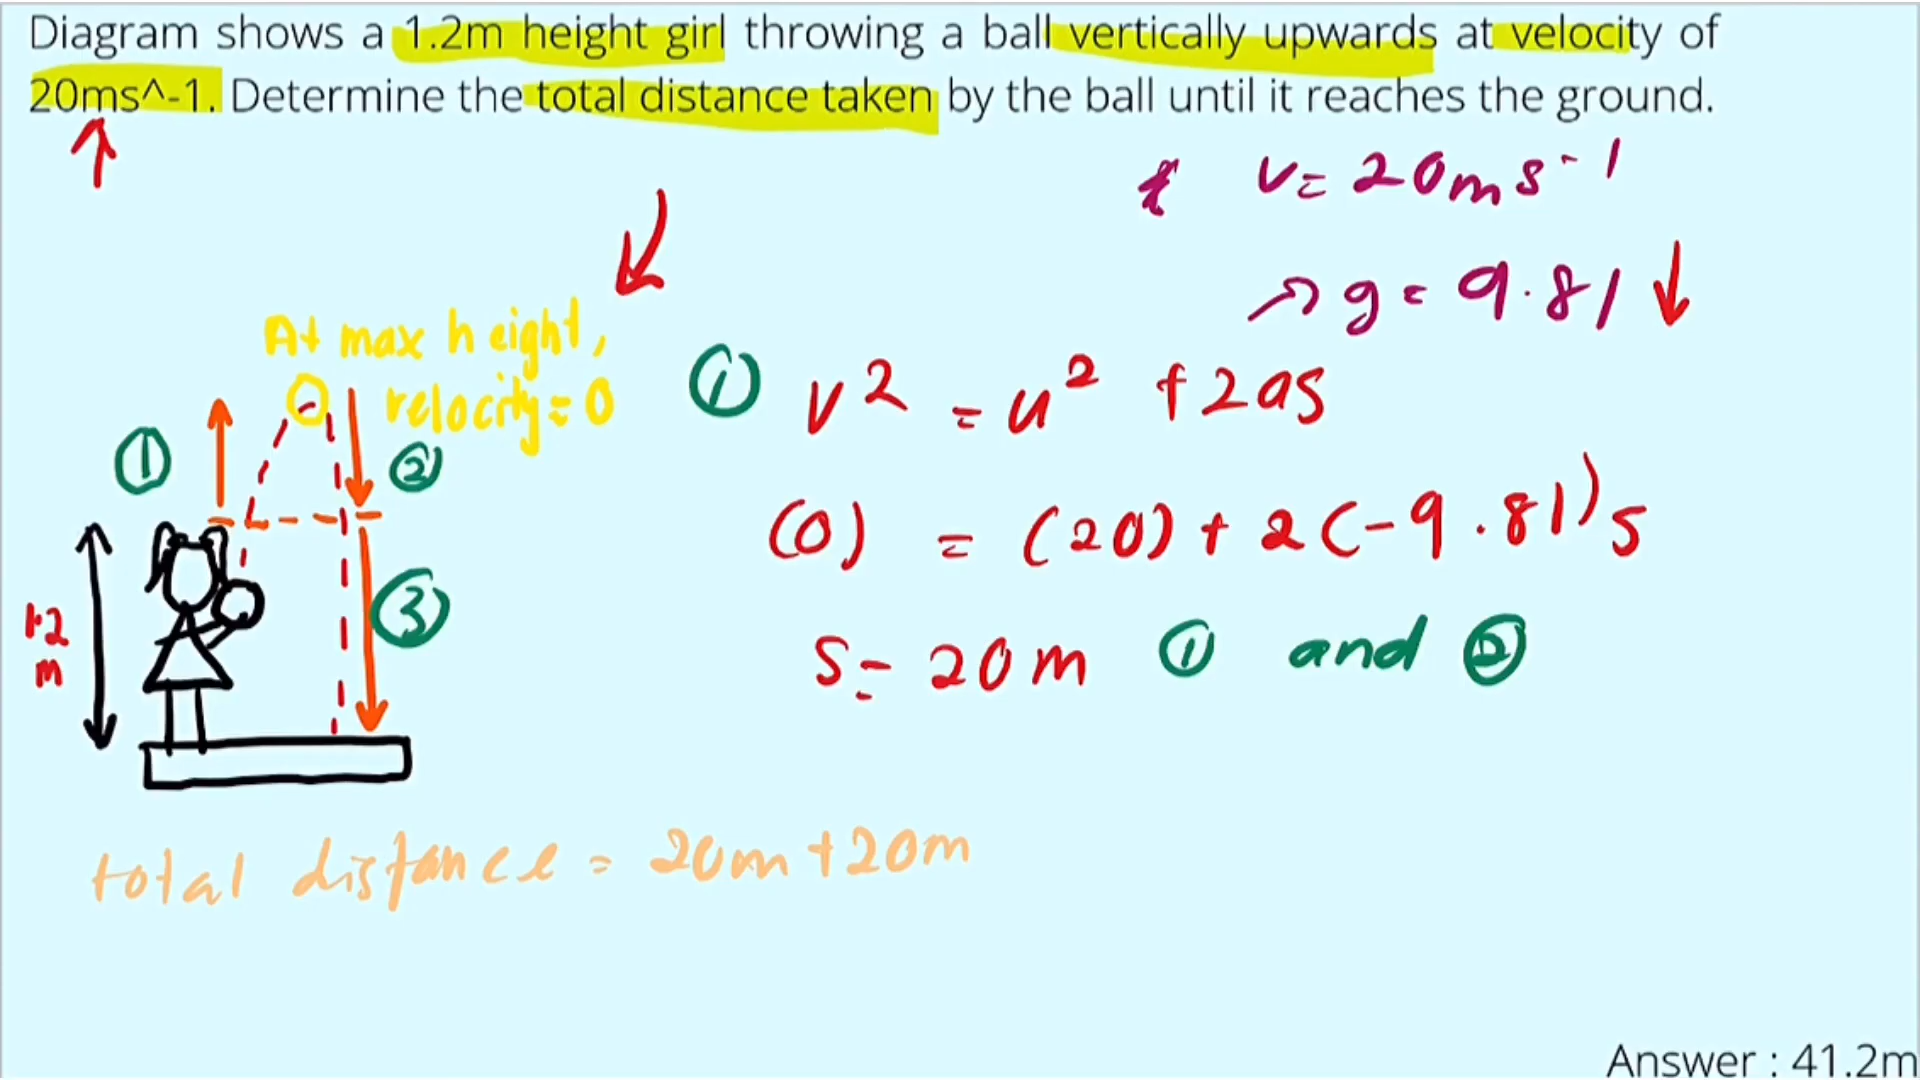 Diagram shows a 1.2m height girl throwing a ball vertically upwards at velocity of
20ms^-1. Determine the total distance taken by the ball until it reaches the ground.
v = 20ms-1
g = 9.81 ↓
At max height,
velocity = 0
① v² = u² + 2as
①
②
(0) = (20) + 2(-9.81)s
1.2
m
③
s = 20m ① and ②
total distance = 20m + 20m
Answer : 41.2m